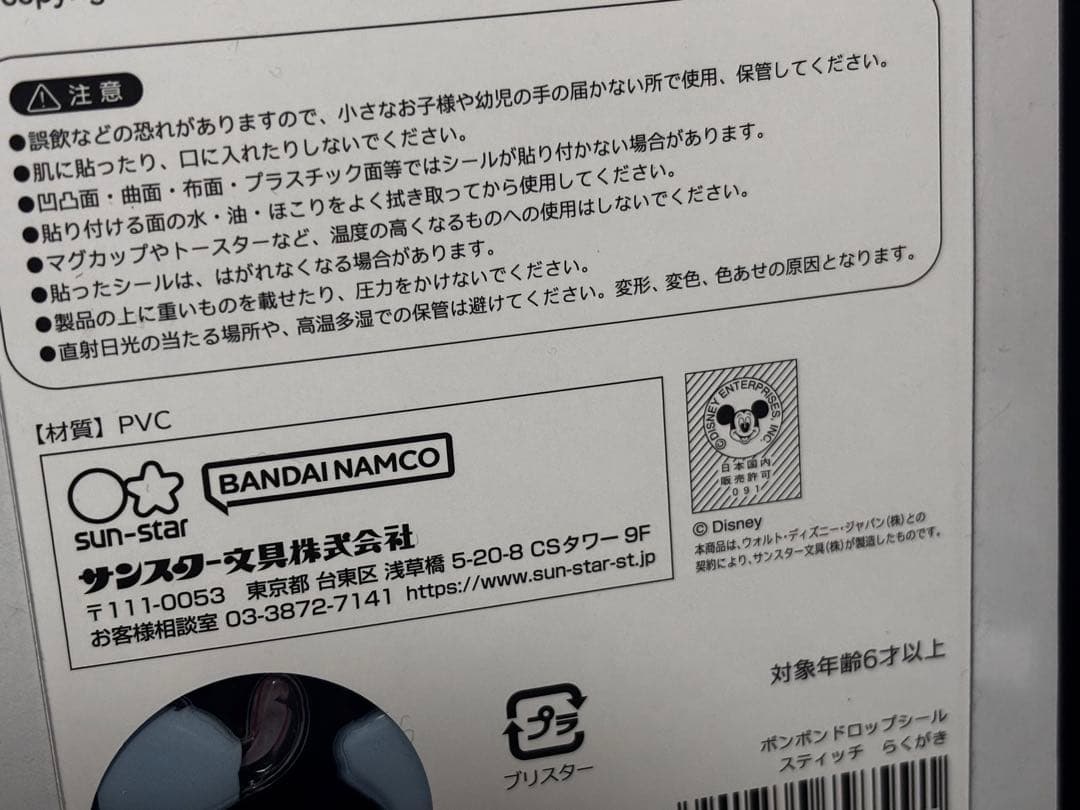 注意
●誤飲などの恐れがありますので、小さなお子様や幼児の手の届かない所で使用、保管してください。
●肌に貼ったり、口に入れたりしないでください。
●凹凸面・曲面・布面・プラスチック面等ではシールが貼り付かない場合があります。
●貼り付ける面の水・油・ほこりをよく拭き取ってから使用してください。
●マグカップやトースターなど、温度の高くなるものへの使用はしないでください。
●貼ったシールは、はがれなくなる場合があります。
●製品の上に重いものを載せたり、圧力をかけないでください。
●直射日光の当たる場所や、高温多湿での保管は避けてください。変形、変色、色あせの原因となります。
【材質】PVC
sun-star
BANDAI NAMCO
サンスター文具株式会社
〒111-0053 東京都 台東区 浅草橋 5-20-8 CSタワー 9F
お客様相談室 03-3872-7141 https://www.sun-star-st.jp
©DISNEY ENTERPRISES, INC.
日本国内
販売許可
091
© Disney
本商品は、ウォルト・ディズニー・ジャパン(株)との
契約により、サンスター文具(株)が製造したものです。
対象年齢6才以上
プラ
ブリスター
ボンボンドロップシール
スティッチ らくがき